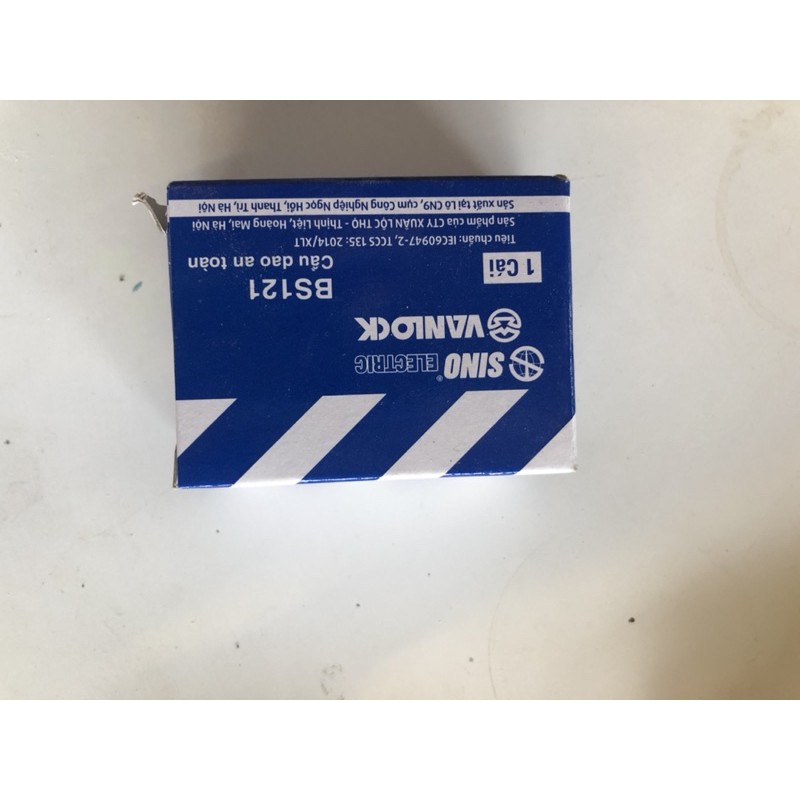 SINO ELECTRIC®
VANLOCK
BS121
Cầu dao an toàn
1 Cái
Tiêu chuẩn: IEC60947-2, TCCS 135: 2014/XLT
Sản phẩm của CTY XUÂN LỘC THỌ - Thịnh Liệt, Hoàng Mai, Hà Nội
Sản xuất tại Lô CN9, cụm Công Nghiệp Ngọc Hồi, Thanh Trì, Hà Nội